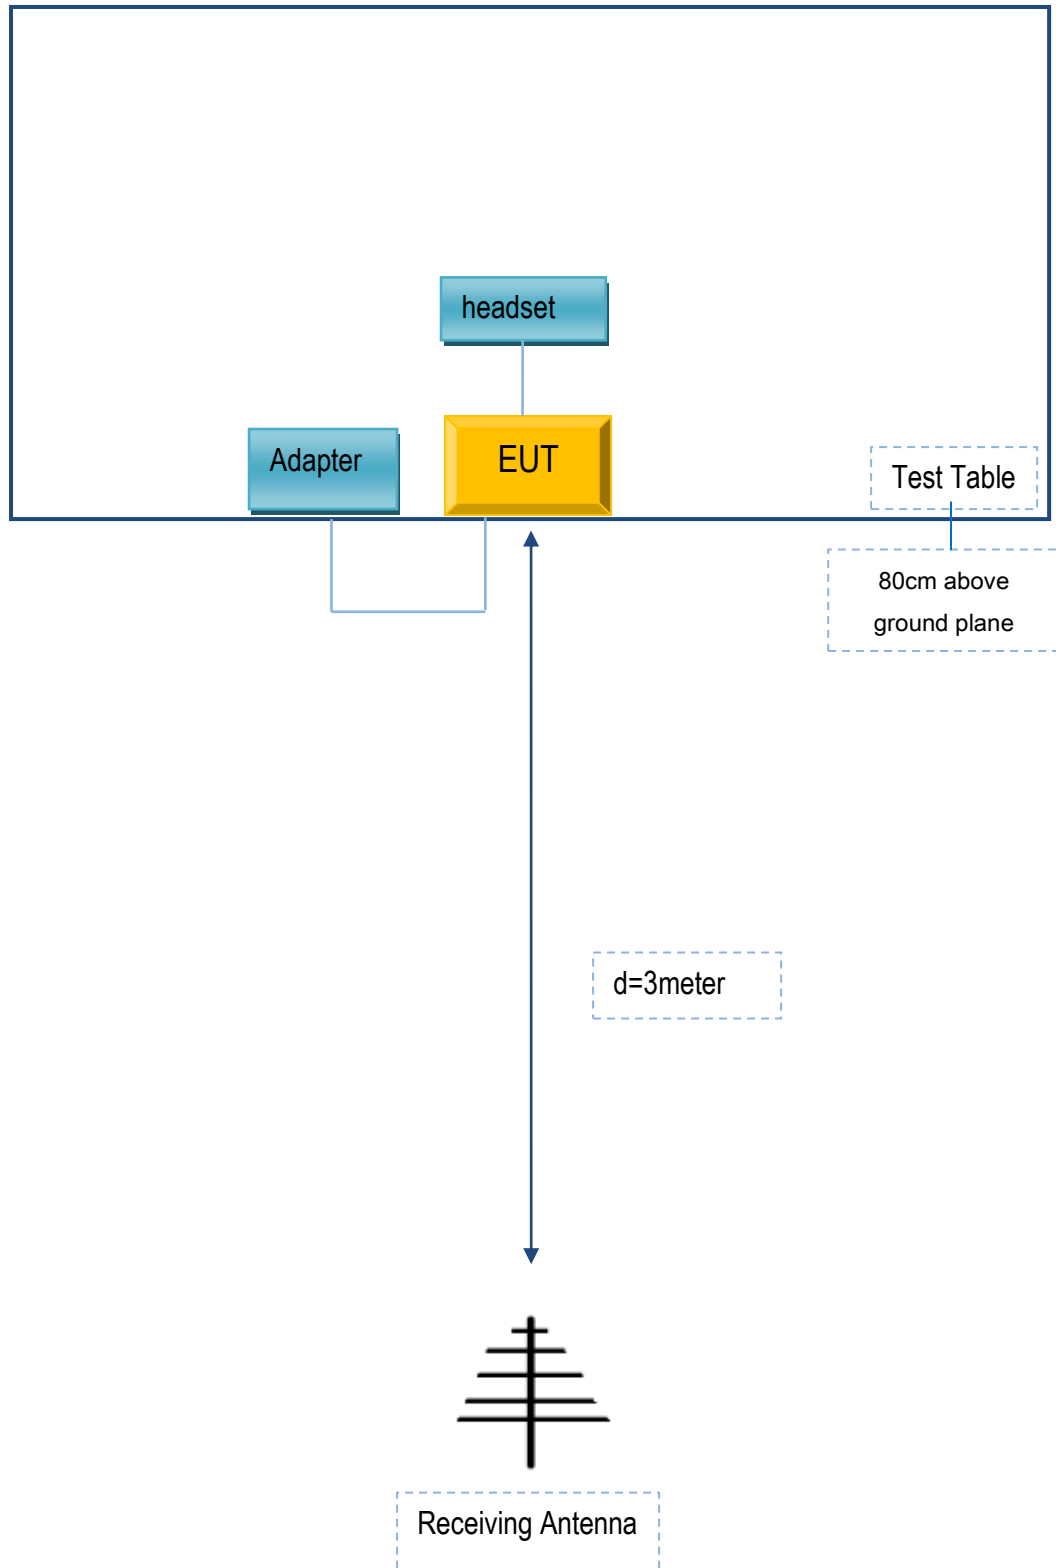 headset
Adapter
EUT
Test Table
80cm above
ground plane
d=3meter
Receiving Antenna